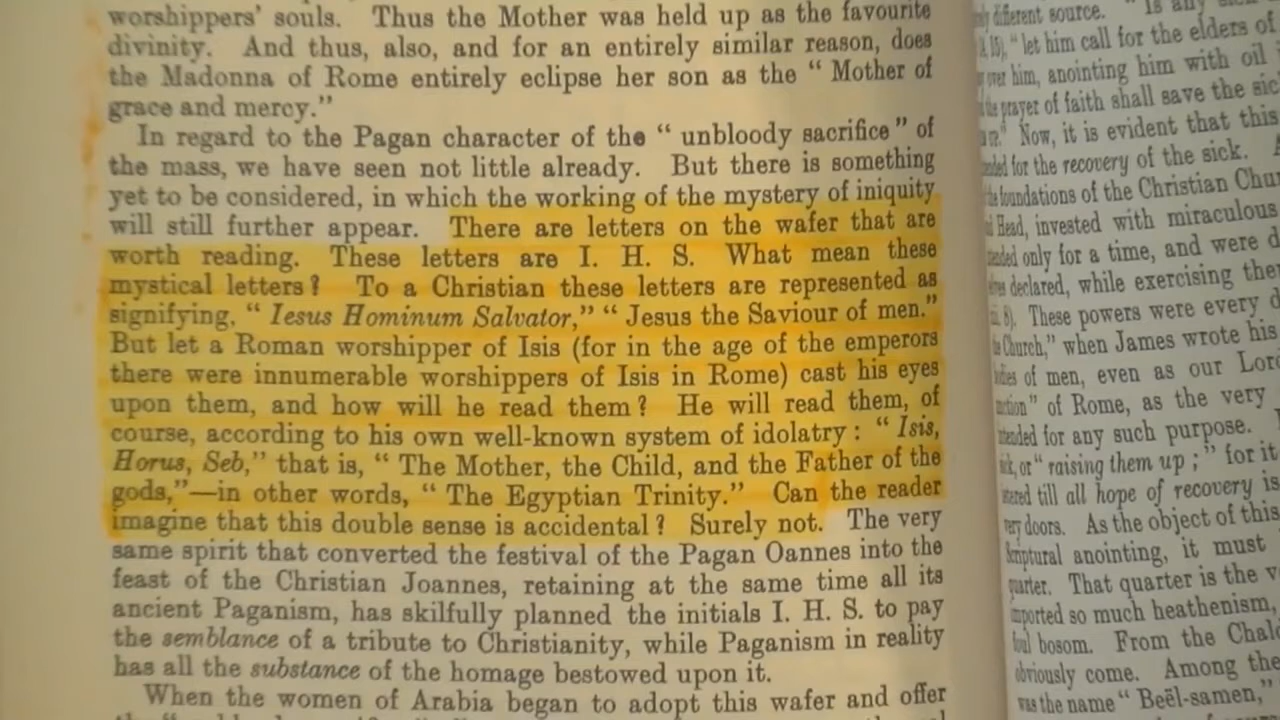 worshippers' souls. Thus the Mother was held up as the favourite
divinity. And thus, also, and for an entirely similar reason, does
the Madonna of Rome entirely eclipse her son as the “ Mother of
grace and mercy.”
In regard to the Pagan character of the “ unbloody sacrifice ” of
the mass, we have seen not little already. But there is something
yet to be considered, in which the working of the mystery of iniquity
will still further appear. There are letters on the wafer that are
worth reading. These letters are I. H. S. What mean these
mystical letters ? To a Christian these letters are represented as
signifying, “ Iesus Hominum Salvator,” “ Jesus the Saviour of men.”
But let a Roman worshipper of Isis (for in the age of the emperors
there were innumerable worshippers of Isis in Rome) cast his eyes
upon them, and how will he read them ? He will read them, of
course, according to his own well-known system of idolatry : “ Isis,
Horus, Seb,” that is, “ The Mother, the Child, and the Father of the
gods,”—in other words, “ The Egyptian Trinity.” Can the reader
imagine that this double sense is accidental ? Surely not. The very
same spirit that converted the festival of the Pagan Oannes into the
feast of the Christian Joannes, retaining at the same time all its
ancient Paganism, has skilfully planned the initials I. H. S. to pay
the semblance of a tribute to Christianity, while Paganism in reality
has all the substance of the homage bestowed upon it.
When the women of Arabia began to adopt this wafer and offer
different source. “ Is any
15), “ let him call for the elders of
over him, anointing him with oil
the prayer of faith shall save the
up.” Now, it is evident that this
for the recovery of the sick.
foundations of the Christian
Head, invested with miraculous
only for a time, and were
declared, while exercising
8). These powers were every
Church,” when James wrote his
of men, even as our
” of Rome, as the very
for any such purpose.
or “ raising them up ; ” for it
till all hope of recovery is
doors. As the object of this
Scriptural anointing, it must
quarter. That quarter is the
imported so much heathenism,
bosom. From the
obviously come. Among the
was the name “ Beël-samen,”